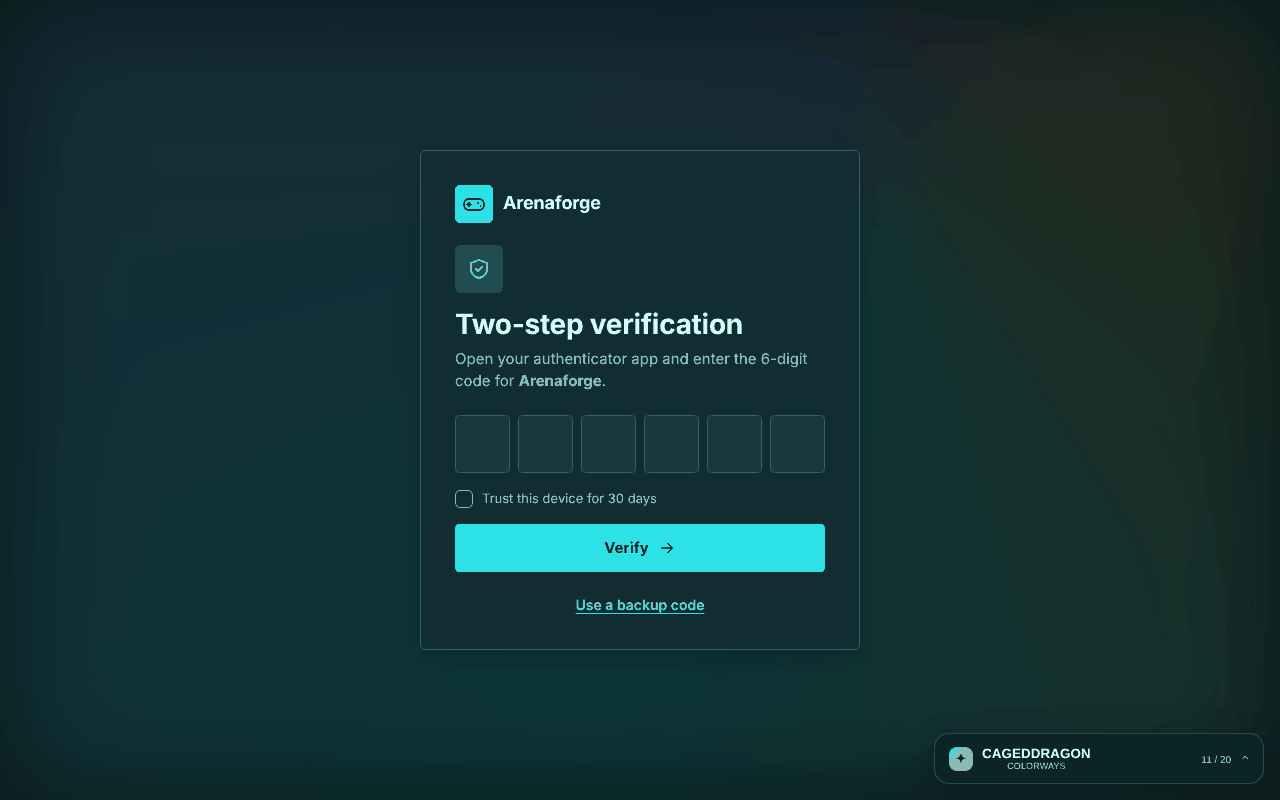 Arenaforge
Two-step verification
Open your authenticator app and enter the 6-digit
code for Arenaforge.
Trust this device for 30 days
Verify →
Use a backup code
CAGEDDRAGON
COLORWAYS
11 / 20